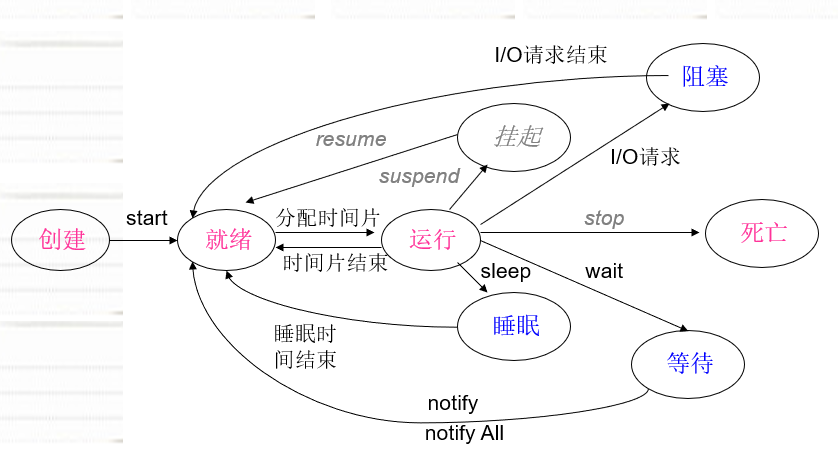 I/O请求结束
阻塞
resume
挂起
suspend
I/O请求
start
分配时间片
stop
创建
就绪
运行
死亡
时间片结束
sleep
wait
睡眠
睡眠时
间结束
等待
notify
notify All